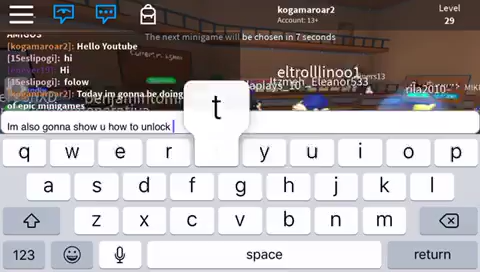 kogamaroar2
Account: 13+
Level
29
The next minigame will be chosen in 7 seconds
[kogamaroar2]: Hello Youtube
[15eslipogi]: hi
Hi
[15eslipogi]: folow
[kogamaroar2]: Today im gonna be doing
of epic minigames
eltrolllinoo1
Itzmon_Eleanor533
rila2010
Im also gonna show u how to unlock
t
q w e r y u i o p
a s d f g h j k l
z x c v b n m
123 space return